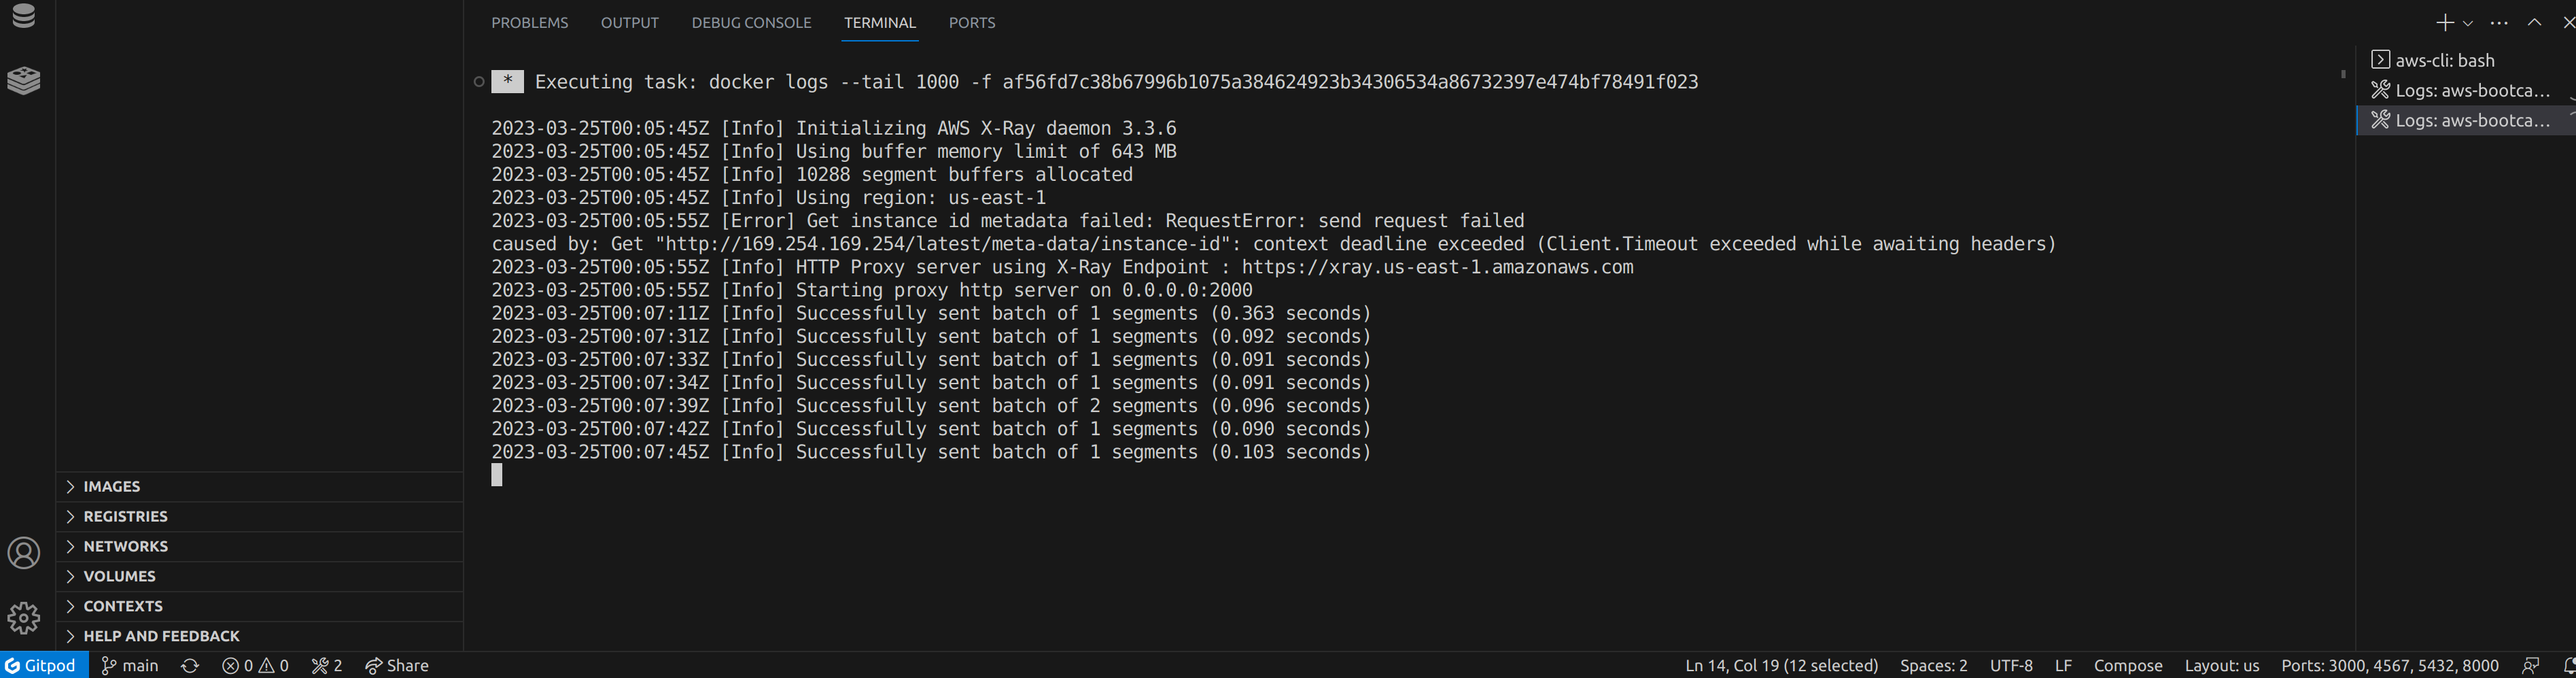 PROBLEMS OUTPUT DEBUG CONSOLE TERMINAL PORTS
* Executing task: docker logs --tail 1000 -f af56fd7c38b67996b1075a384624923b34306534a86732397e474bf78491f023
2023-03-25T00:05:45Z [Info] Initializing AWS X-Ray daemon 3.3.6
2023-03-25T00:05:45Z [Info] Using buffer memory limit of 643 MB
2023-03-25T00:05:45Z [Info] 10288 segment buffers allocated
2023-03-25T00:05:45Z [Info] Using region: us-east-1
2023-03-25T00:05:55Z [Error] Get instance id metadata failed: RequestError: send request failed
caused by: Get "http://169.254.169.254/latest/meta-data/instance-id": context deadline exceeded (Client.Timeout exceeded while awaiting headers)
2023-03-25T00:05:55Z [Info] HTTP Proxy server using X-Ray Endpoint : https://xray.us-east-1.amazonaws.com
2023-03-25T00:05:55Z [Info] Starting proxy http server on 0.0.0.0:2000
2023-03-25T00:07:11Z [Info] Successfully sent batch of 1 segments (0.363 seconds)
2023-03-25T00:07:31Z [Info] Successfully sent batch of 1 segments (0.092 seconds)
2023-03-25T00:07:33Z [Info] Successfully sent batch of 1 segments (0.091 seconds)
2023-03-25T00:07:34Z [Info] Successfully sent batch of 1 segments (0.091 seconds)
2023-03-25T00:07:39Z [Info] Successfully sent batch of 2 segments (0.096 seconds)
2023-03-25T00:07:42Z [Info] Successfully sent batch of 1 segments (0.090 seconds)
2023-03-25T00:07:45Z [Info] Successfully sent batch of 1 segments (0.103 seconds)
aws-cli: bash
Logs: aws-bootca...
Logs: aws-bootca...
IMAGES
REGISTRIES
NETWORKS
VOLUMES
CONTEXTS
HELP AND FEEDBACK
Gitpod main 0 0 2 Share Ln 14, Col 19 (12 selected) Spaces: 2 UTF-8 LF Compose Layout: us Ports: 3000, 4567, 5432, 8000